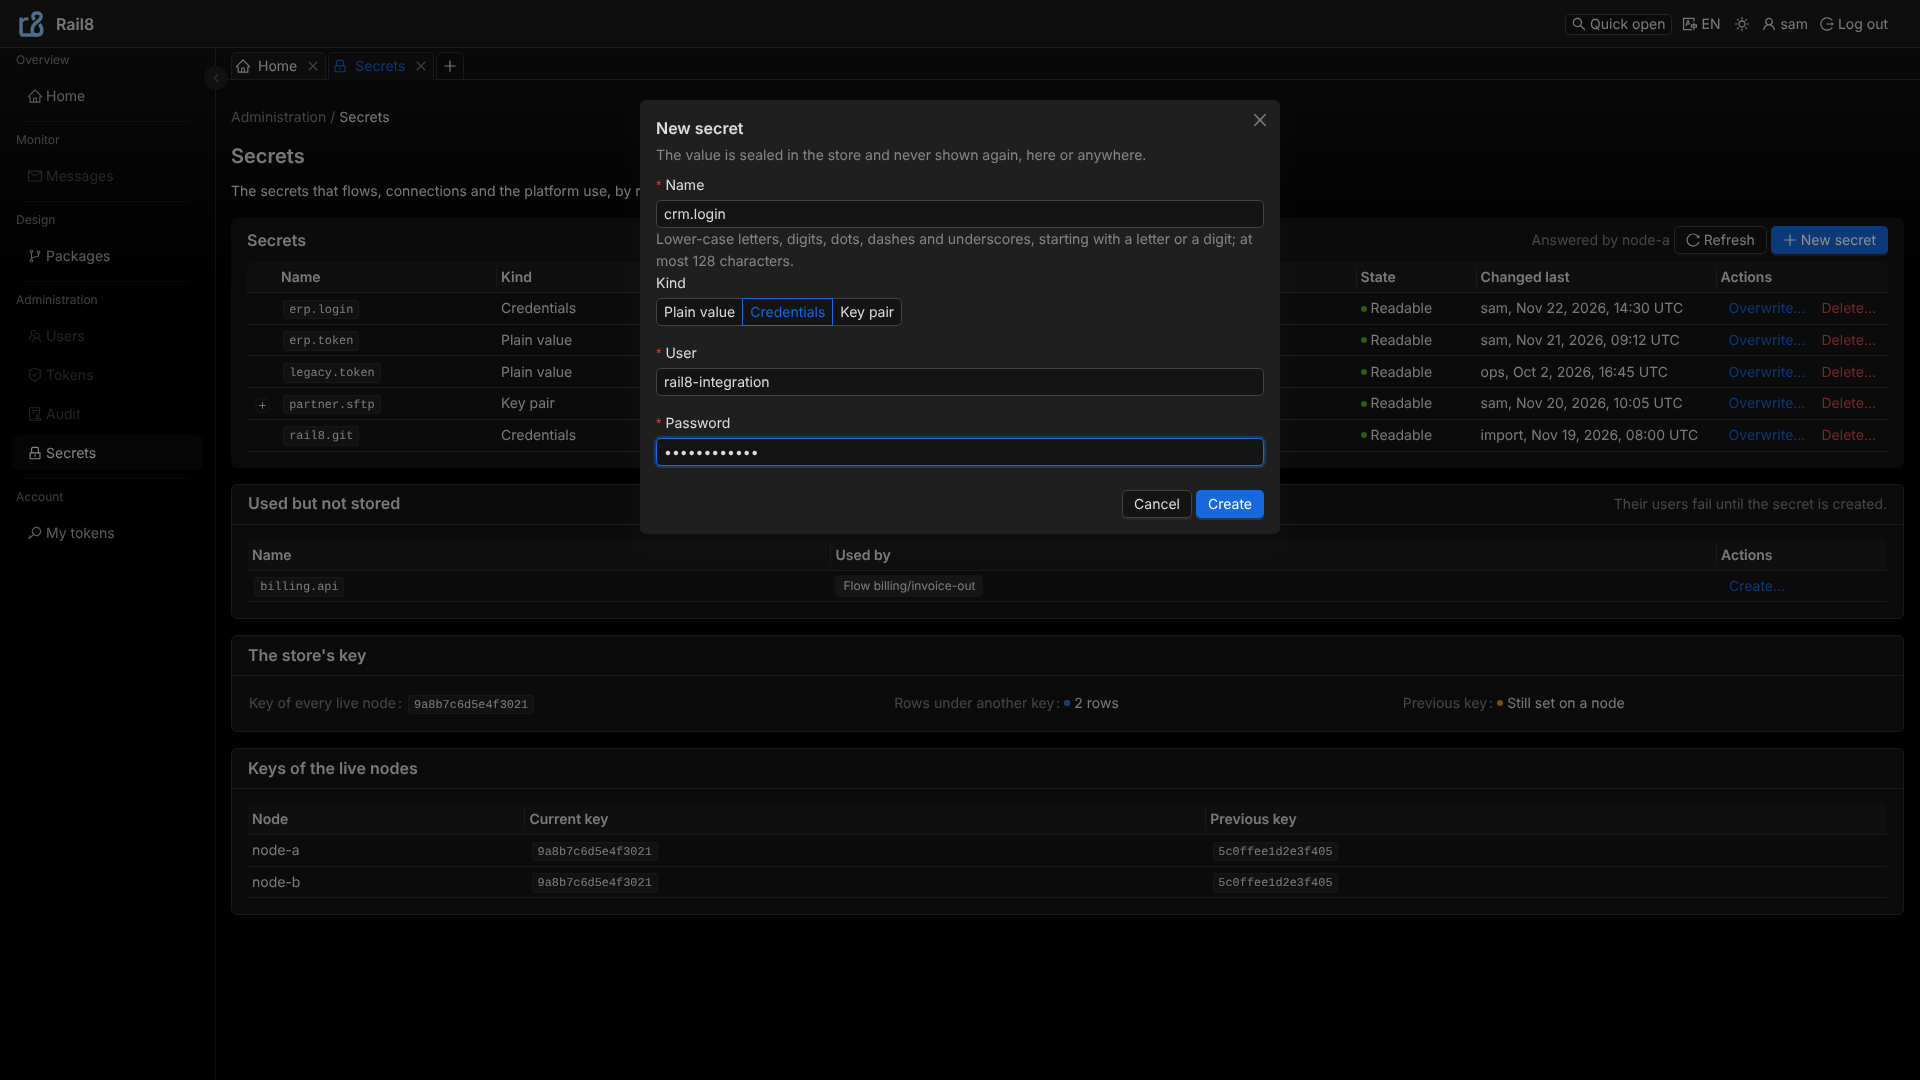 Rail8
Quick open
EN
sam
Log out
Overview
Home
Monitor
Messages
Design
Packages
Administration
Users
Tokens
Audit
Secrets
Account
My tokens
Home
Secrets
Administration / Secrets
Secrets
The secrets that flows, connections and the platform use, by
Secrets
Answered by node-a
Refresh
New secret
Name Kind State Changed last Actions
erp.login Credentials Readable sam, Nov 22, 2026, 14:30 UTC Overwrite... Delete...
erp.token Plain value Readable sam, Nov 21, 2026, 09:12 UTC Overwrite... Delete...
legacy.token Plain value Readable ops, Oct 2, 2026, 16:45 UTC Overwrite... Delete...
partner.sftp Key pair Readable sam, Nov 20, 2026, 10:05 UTC Overwrite... Delete...
rail8.git Credentials Readable import, Nov 19, 2026, 08:00 UTC Overwrite... Delete...
New secret
The value is sealed in the store and never shown again, here or anywhere.
* Name
crm.login
Lower-case letters, digits, dots, dashes and underscores, starting with a letter or a digit; at
most 128 characters.
Kind
Plain value Credentials Key pair
* User
rail8-integration
* Password
••••••••••••
Cancel Create
Used but not stored
Their users fail until the secret is created.
Name Used by Actions
billing.api Flow billing/invoice-out Create...
The store's key
Key of every live node: 9a8b7c6d5e4f3021 Rows under another key: 2 rows Previous key: Still set on a node
Keys of the live nodes
Node Current key Previous key
node-a 9a8b7c6d5e4f3021 5c0ffee1d2e3f405
node-b 9a8b7c6d5e4f3021 5c0ffee1d2e3f405